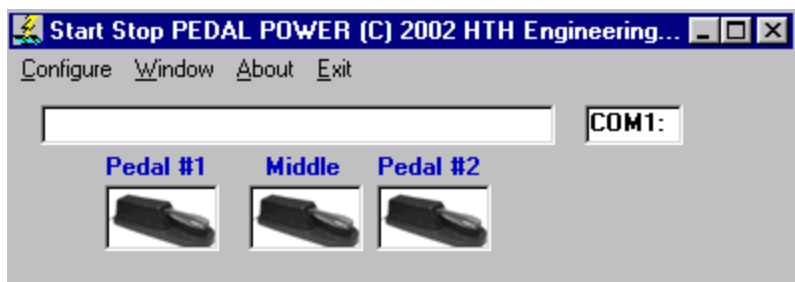 Start Stop PEDAL POWER (C) 2002 HTH Engineering...
Configure Window About Exit
COM1:
Pedal #1 Middle Pedal #2